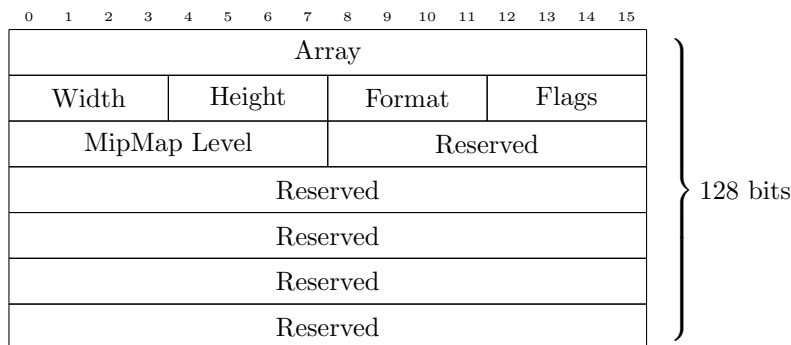 0 1 2 3 4 5 6 7 8 9 10 11 12 13 14 15
Array
Width Height Format Flags
MipMap Level Reserved
Reserved
128 bits
Reserved
Reserved
Reserved